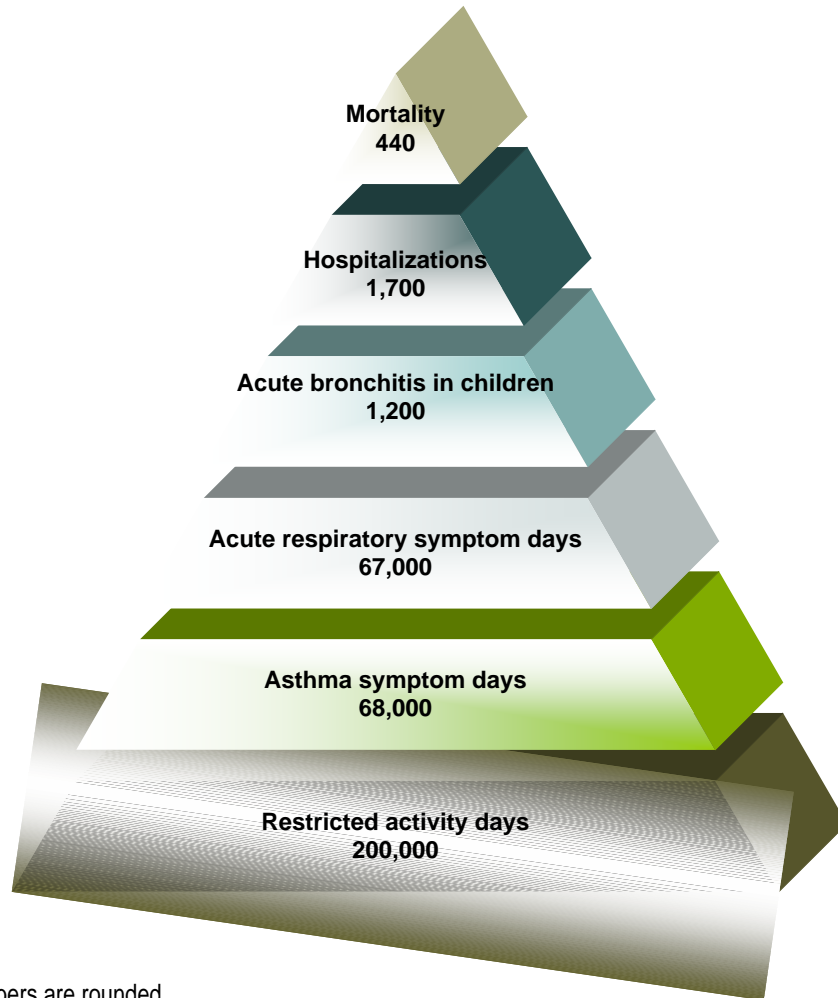 Mortality
440
Hospitalizations
1,700
Acute bronchitis in children
1,200
Acute respiratory symptom days
67,000
Asthma symptom days
68,000
Restricted activity days
200,000
are rounded